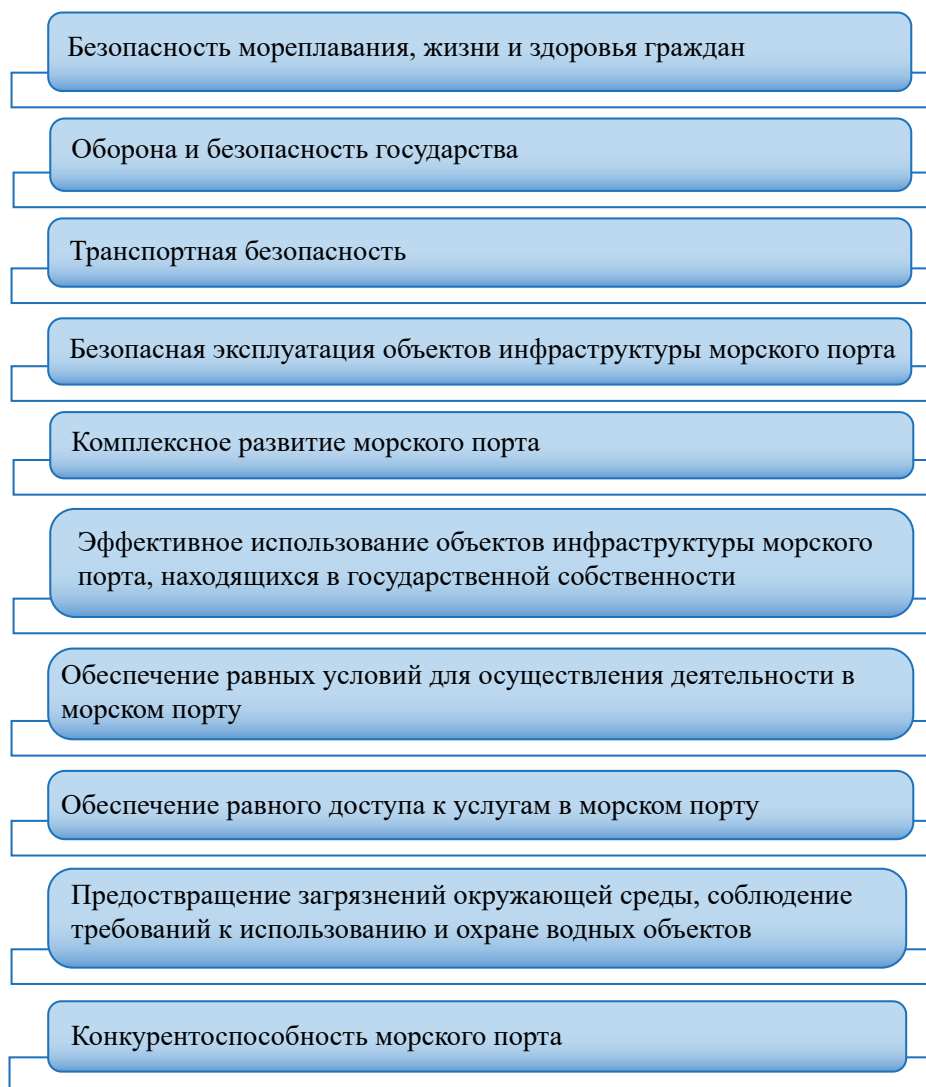 Безопасность мореплавания, жизни и здоровья граждан
Оборона и безопасность государства
Транспортная безопасность
Безопасная эксплуатация объектов инфраструктуры морского порта
Комплексное развитие морского порта
Эффективное использование объектов инфраструктуры морского
порта, находящихся в государственной собственности
Обеспечение равных условий для осуществления деятельности в
морском порту
Обеспечение равного доступа к услугам в морском порту
Предоствращение загрязнений окружающей среды, соблюдение
требований к использованию и охране водных объектов
Конкурентоспособность морского порта